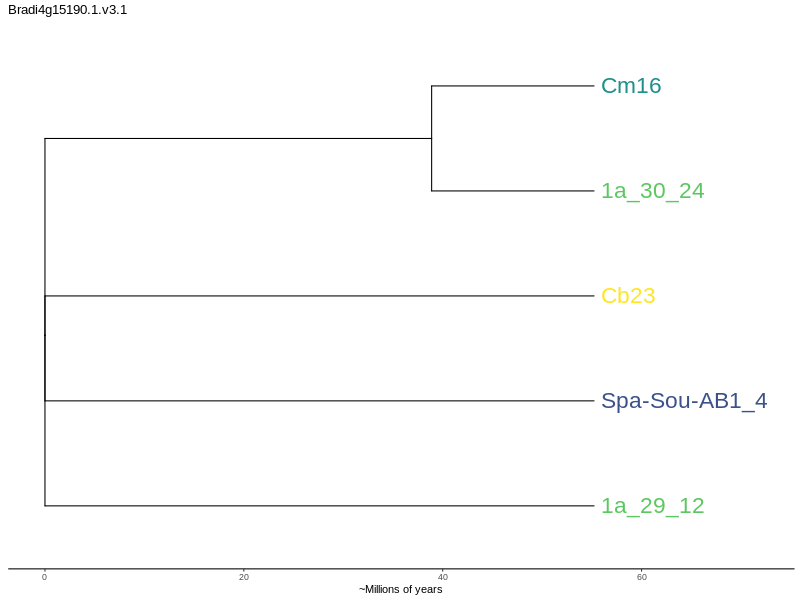 Bradi4g15190.1.v3.1
Cm16
1a_30_24
Cb23
Spa-Sou-AB1_4
1a_29_12
0 20 40 60
~Millions of years